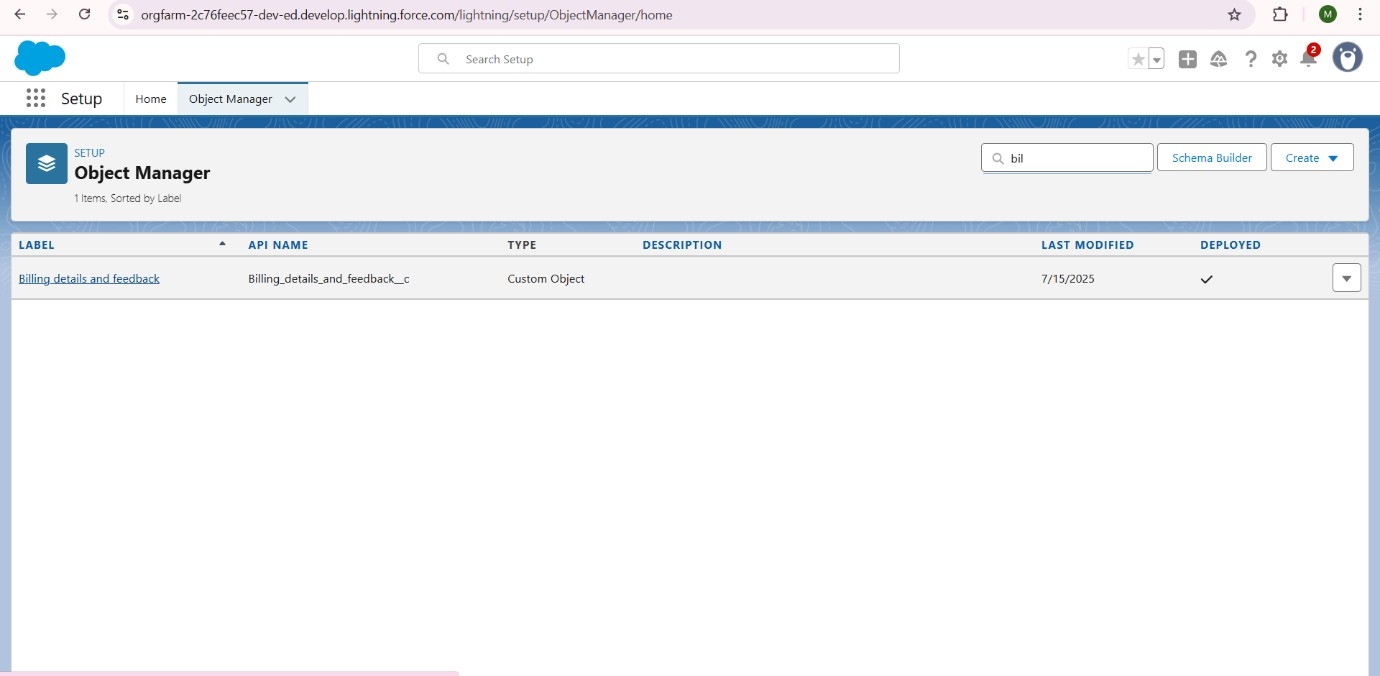 orgfarm-2c76feec57-dev-ed.develop.lightning.force.com/lightning/setup/ObjectManager/home
M
Search Setup
2
Setup
Home
Object Manager
SETUP
Object Manager
1 Items, Sorted by Label
bil
Schema Builder
Create
LABEL API NAME TYPE DESCRIPTION LAST MODIFIED DEPLOYED
Billing details and feedback Billing_details_and_feedback__c Custom Object 7/15/2025